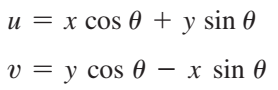 u = x cos θ + y sin θ
v = y cos θ − x sin θ